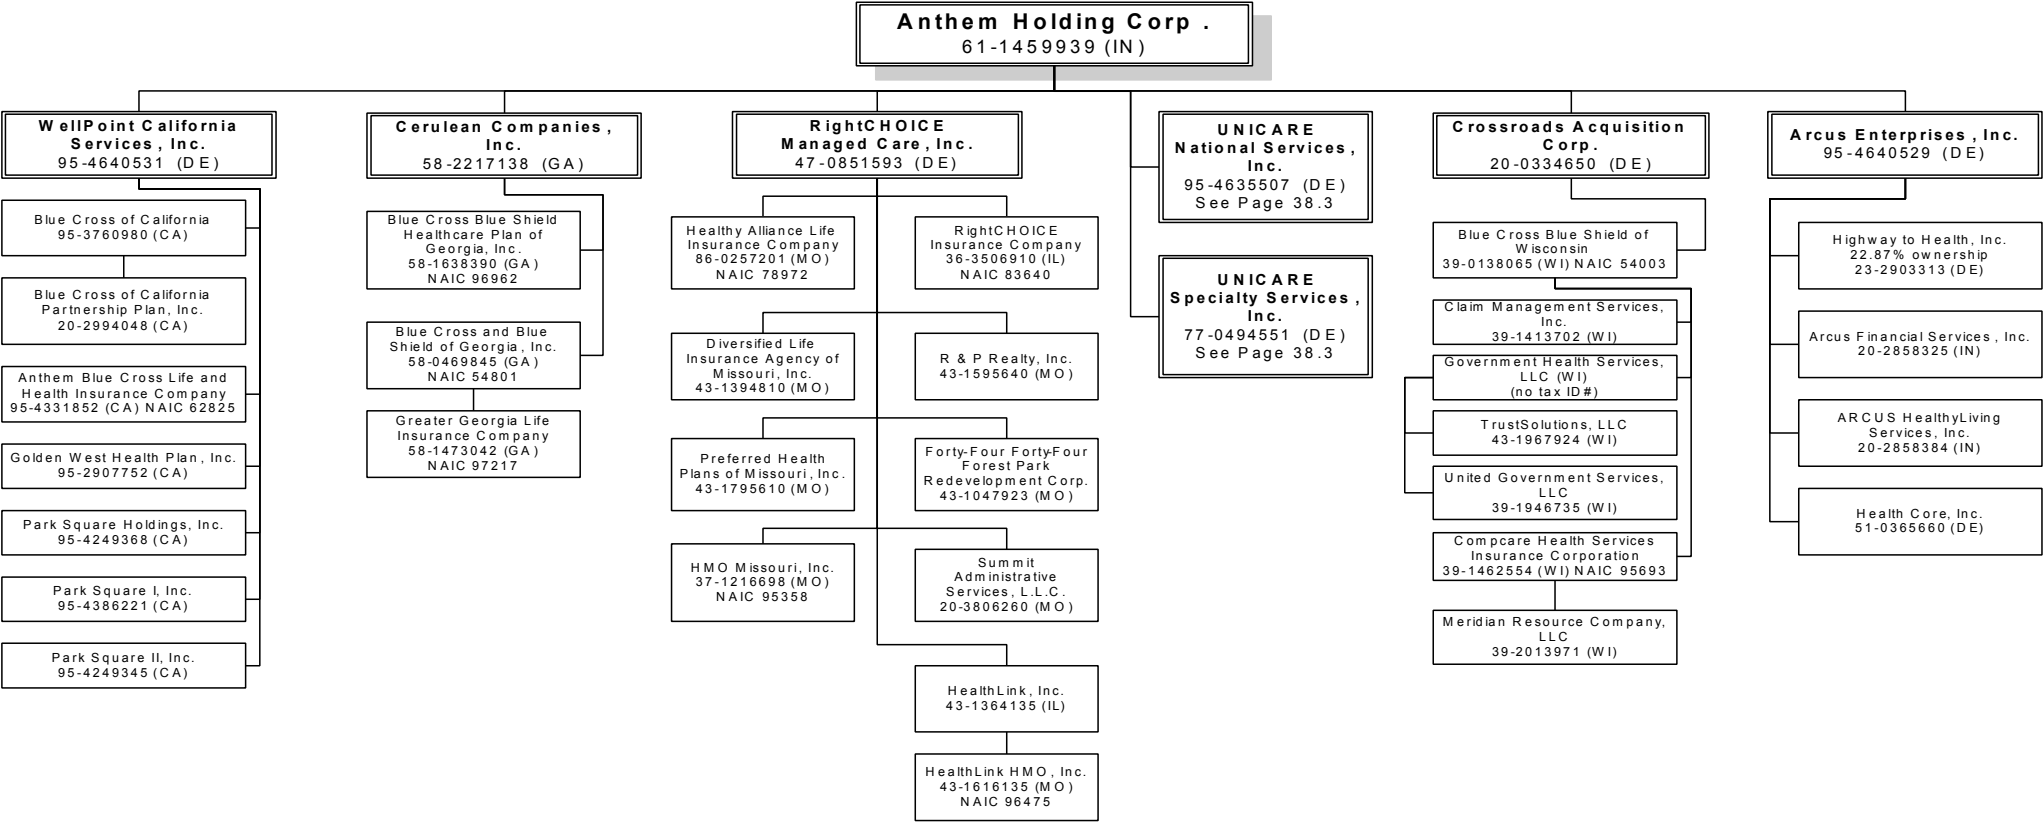 Anthem Holding Corp.
61-1459939 (IN)
WellPoint California
Services, Inc.
95-4640531 (DE)
Blue Cross of California
95-3760980 (CA)
Blue Cross of California
Partnership Plan, Inc.
20-2994048 (CA)
Anthem Blue Cross Life and
Health Insurance Company
95-4331852 (CA) NAIC 62825
Golden West Health Plan, Inc.
95-2907752 (CA)
Park Square Holdings, Inc.
95-4249368 (CA)
Park Square I, Inc.
95-4386221 (CA)
Park Square II, Inc.
95-4249345 (CA)
Cerulean Companies,
Inc.
58-2217138 (GA)
Blue Cross Blue Shield
Healthcare Plan of
Georgia, Inc.
58-1638390 (GA)
NAIC 96962
Blue Cross and Blue
Shield of Georgia, Inc.
58-0469845 (GA)
NAIC 54801
Greater Georgia Life
Insurance Company
58-1473042 (GA)
NAIC 97217
RightCHOICE
Managed Care, Inc.
47-0851593 (DE)
Healthy Alliance Life
Insurance Company
86-0257201 (MO)
NAIC 78972
RightCHOICE
Insurance Company
36-3506910 (IL)
NAIC 83640
Diversified Life
Insurance Agency of
Missouri, Inc.
43-1394810 (MO)
R & P Realty, Inc.
43-1595640 (MO)
Preferred Health
Plans of Missouri, Inc.
43-1795610 (MO)
Forty-Four Forty-Four
Forest Park
Redevelopment Corp.
43-1047923 (MO)
HMO Missouri, Inc.
37-1216698 (MO)
NAIC 95358
Summit
Administrative
Services, L.L.C.
20-3806260 (MO)
HealthLink, Inc.
43-1364135 (IL)
HealthLink HMO, Inc.
43-1616135 (MO)
NAIC 96475
UNICARE
National Services,
Inc.
95-4635507 (DE)
See Page 38.3
UNICARE
Specialty Services,
Inc.
77-0494551 (DE)
See Page 38.3
Crossroads Acquisition
Corp.
20-0334650 (DE)
Blue Cross Blue Shield of
Wisconsin
39-0138065 (WI) NAIC 54003
Claim Management Services,
Inc.
39-1413702 (WI)
Government Health Services,
LLC (WI)
(no tax ID#)
TrustSolutions, LLC
43-1967924 (WI)
United Government Services,
LLC
39-1946735 (WI)
Compcare Health Services
Insurance Corporation
39-1462554 (WI) NAIC 95693
Meridian Resource Company,
LLC
39-2013971 (WI)
Arcus Enterprises, Inc.
95-4640529 (DE)
Highway to Health, Inc.
22.87% ownership
23-2903313 (DE)
Arcus Financial Services, Inc.
20-2858325 (IN)
ARCUS HealthyLiving
Services, Inc.
20-2858384 (IN)
Health Core, Inc.
51-0365660 (DE)